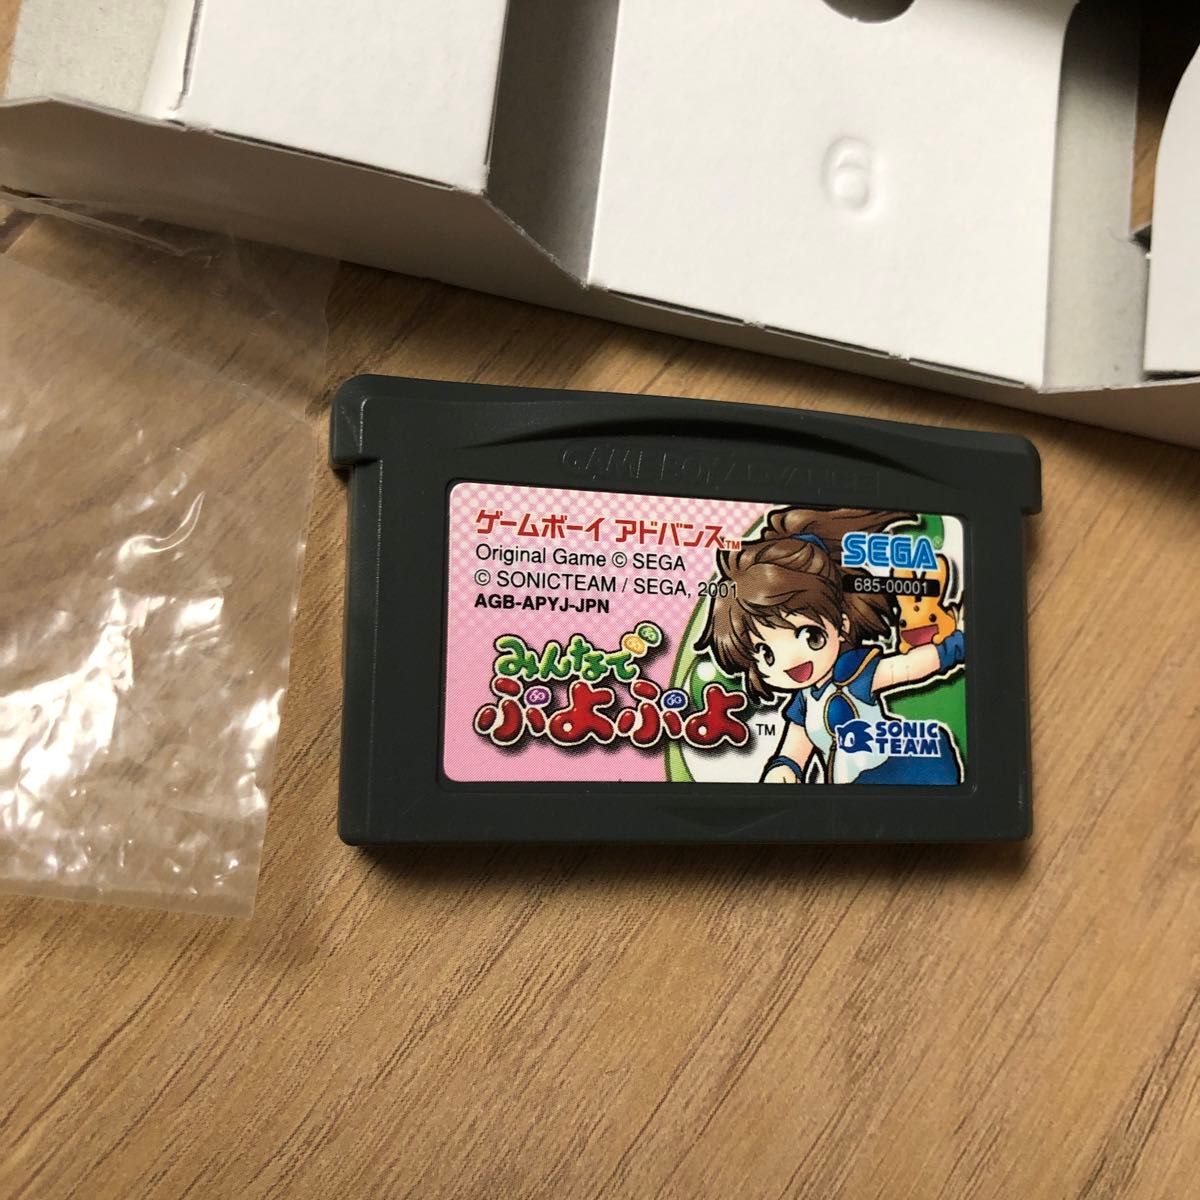 6
GAME BOY ADVANCE
ゲームボーイ アドバンス™
Original Game © SEGA
© SONICTEAM / SEGA, 2001
AGB-APYJ-JPN
SEGA®
685-00001
みんなで
ぷよぷよ™
SONIC
TEAM